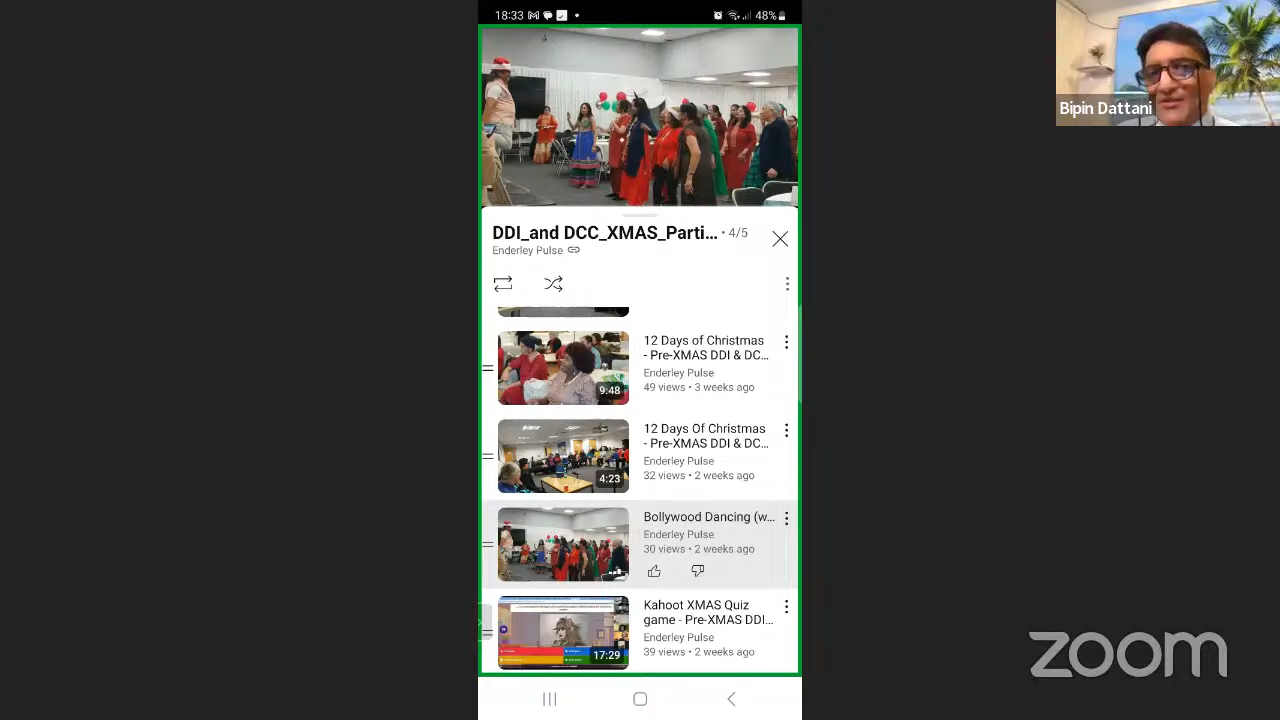 18:33
48%
Bipin Dattani
DDI_and DCC_XMAS_Parti... • 4/5
Enderley Pulse
12 Days of Christmas
- Pre-XMAS DDI & DC...
Enderley Pulse
49 views • 3 weeks ago
9:48
12 Days Of Christmas
- Pre-XMAS DDI & DC...
Enderley Pulse
32 views • 2 weeks ago
4:23
Bollywood Dancing (w...
Enderley Pulse
30 views • 2 weeks ago
Kahoot XMAS Quiz
game - Pre-XMAS DDI...
Enderley Pulse
39 views • 2 weeks ago
17:29
zoom